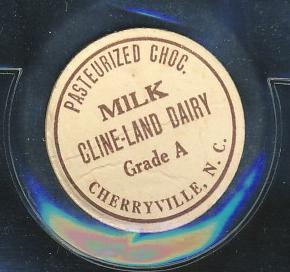 PASTEURIZED CHOC.
MILK
CLINE-LAND DAIRY
Grade A
CHERRYVILLE, N. C.